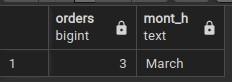 orders mont_h
bigint text
1 3 March